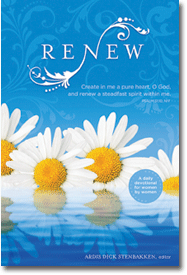 RENEW
Create in me a pure heart, O God,
and renew a steadfast spirit within me.
A daily
devotional
for women
by women
ARDIS DICK STENBAKKEN, editor